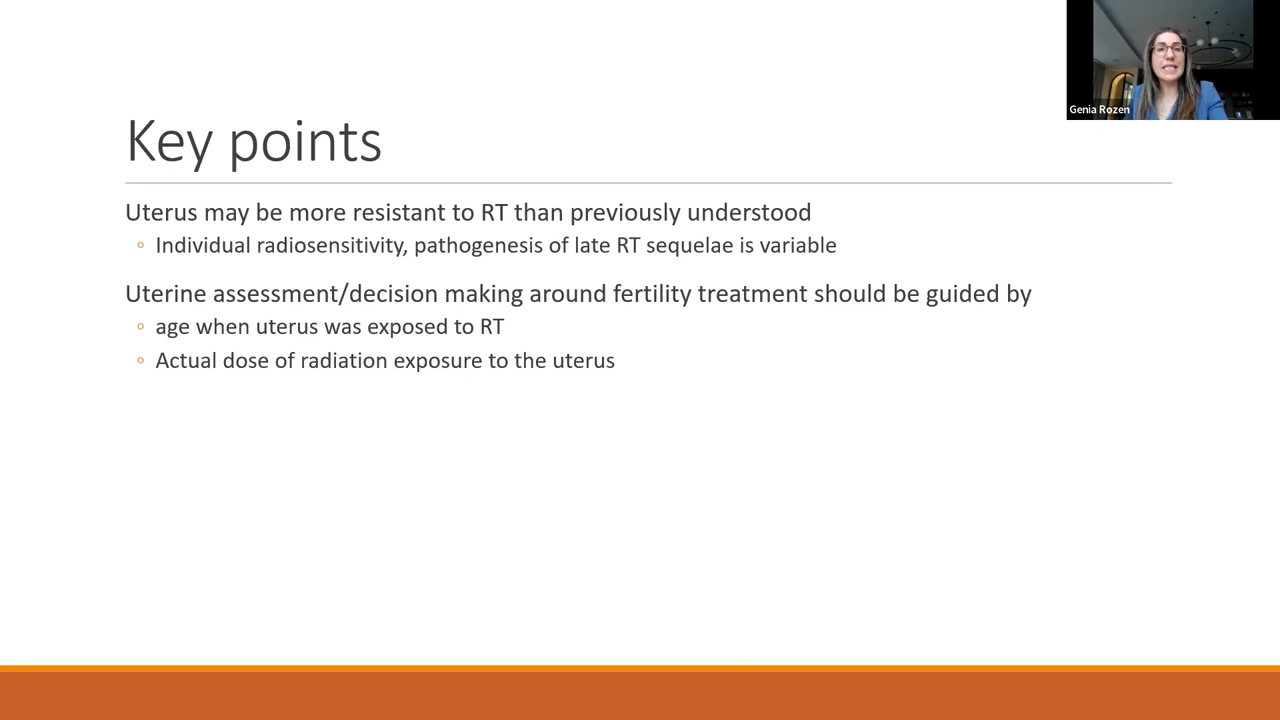 Genia Rozen
Key points
Uterus may be more resistant to RT than previously understood
◦ Individual radiosensitivity, pathogenesis of late RT sequelae is variable
Uterine assessment/decision making around fertility treatment should be guided by
◦ age when uterus was exposed to RT
◦ Actual dose of radiation exposure to the uterus